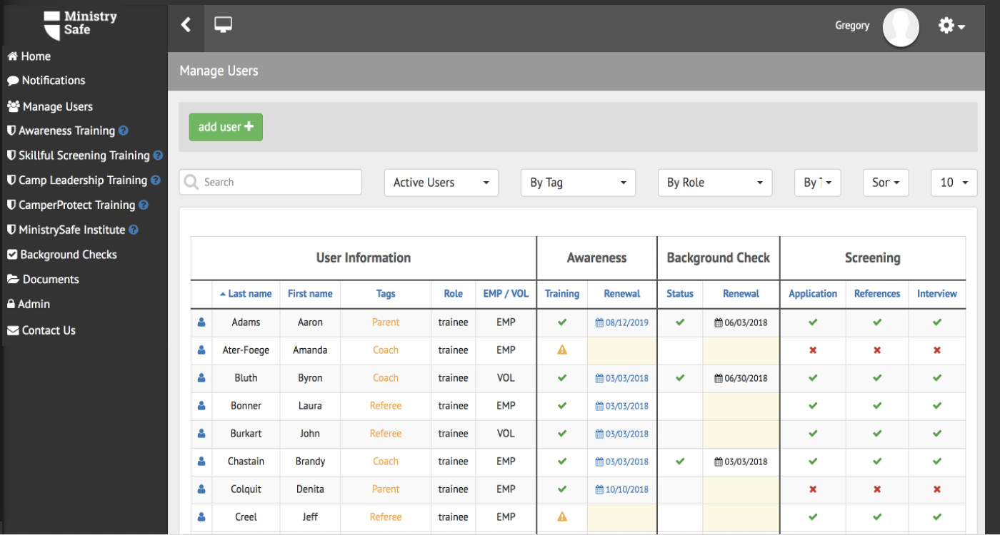 Ministry
Safe
Gregory
Home
Notifications
Manage Users
Awareness Training ?
Skillful Screening Training ?
Camp Leadership Training ?
CamperProtect Training ?
MinistrySafe Institute ?
Background Checks
Documents
Admin
Contact Us
Manage Users
add user +
Search Active Users By Tag By Role By Sor 10
User Information Awareness Background Check Screening
Last name First name Tags Role EMP / VOL Training Renewal Status Renewal Application References Interview
Adams Aaron Parent trainee EMP 08/12/2019 06/03/2018
Ater-Foege Amanda Coach trainee EMP
Bluth Byron Coach trainee VOL 03/03/2018 06/30/2018
Bonner Laura Referee trainee EMP 03/03/2018
Burkart John Referee trainee VOL 03/03/2018
Chastain Brandy Coach trainee EMP 03/03/2018 03/03/2018
Colquit Denita Parent trainee EMP 10/10/2018
Creel Jeff Referee trainee EMP